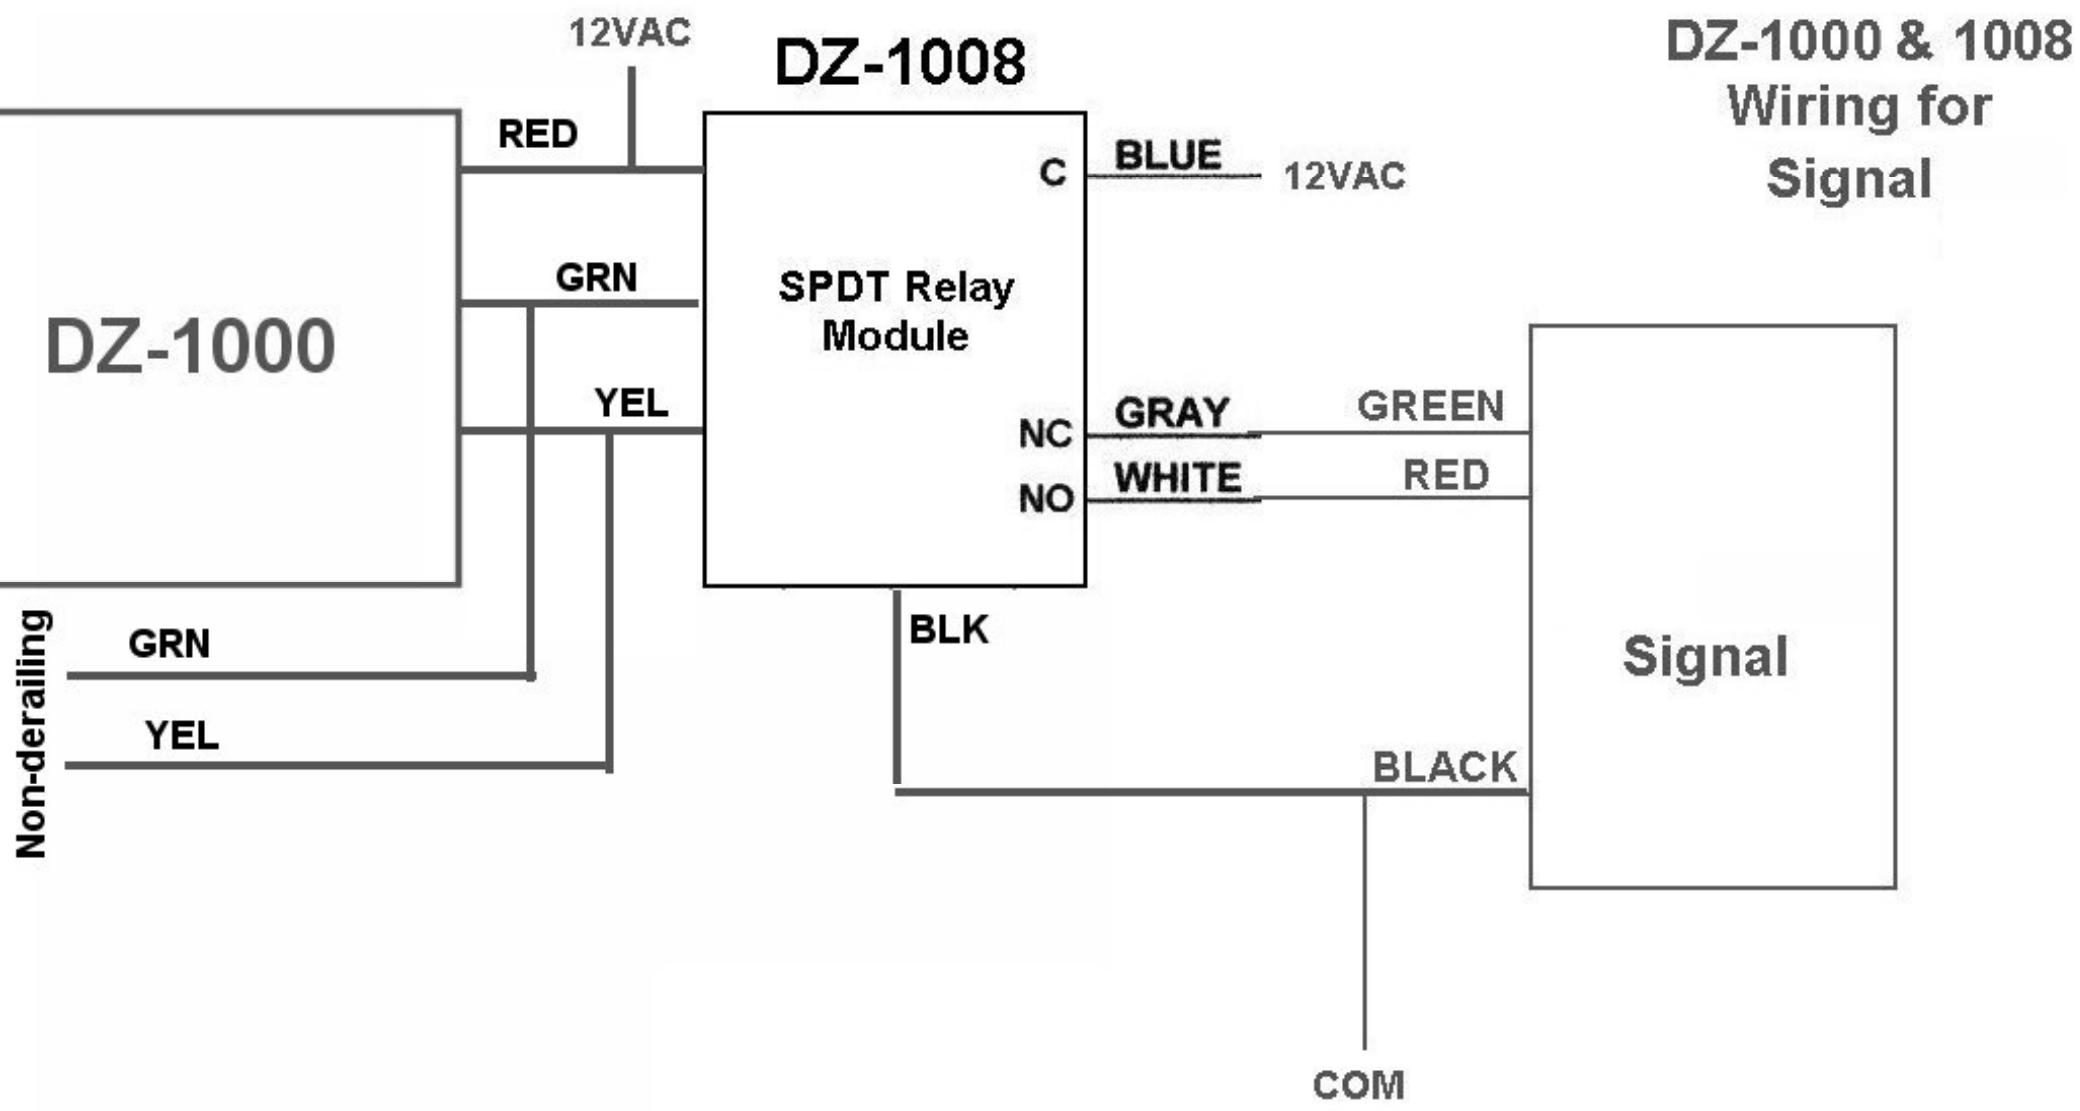 12VAC
DZ-1008
DZ-1000 & 1008
Wiring for
Signal
RED
C
BLUE
12VAC
GRN
SPDT Relay
Module
DZ-1000
YEL
NC
GRAY
GREEN
NO
WHITE
RED
Signal
BLK
GRN
YEL
Non-derailing
BLACK
COM